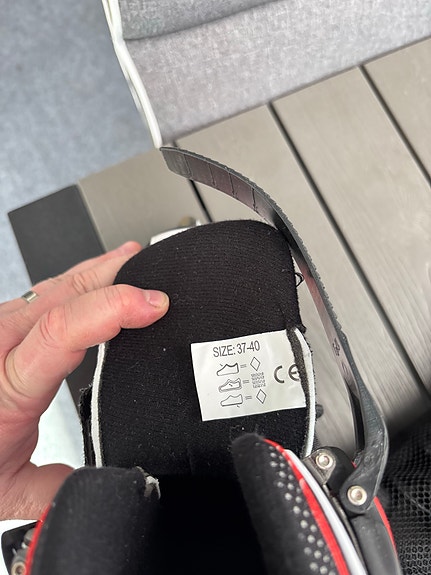 SIZE: 37-40
=
=
=
CE